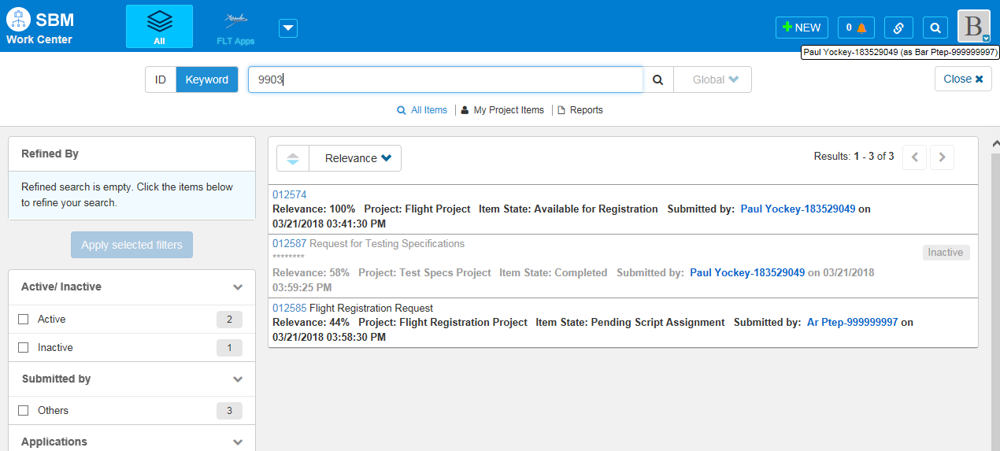 SBM
Work Center
All
FLT Apps
NEW
0
B
Paul Yockey-183529049 (as Bar Ptep-999999997)
ID
Keyword
9903
Global
Close
All Items
My Project Items
Reports
Refined By
Refined search is empty. Click the items below
to refine your search.
Apply selected filters
Active/ Inactive
Active 2
Inactive 1
Submitted by
Others 3
Applications
Relevance
Results: 1 - 3 of 3
012574
Relevance: 100% Project: Flight Project Item State: Available for Registration Submitted by: Paul Yockey-183529049 on
03/21/2018 03:41:30 PM
012587 Request for Testing Specifications
Inactive
********
Relevance: 58% Project: Test Specs Project Item State: Completed Submitted by: Paul Yockey-183529049 on 03/21/2018
03:59:25 PM
012585 Flight Registration Request
Relevance: 44% Project: Flight Registration Project Item State: Pending Script Assignment Submitted by: Ar Ptep-999999997 on
03/21/2018 03:58:30 PM